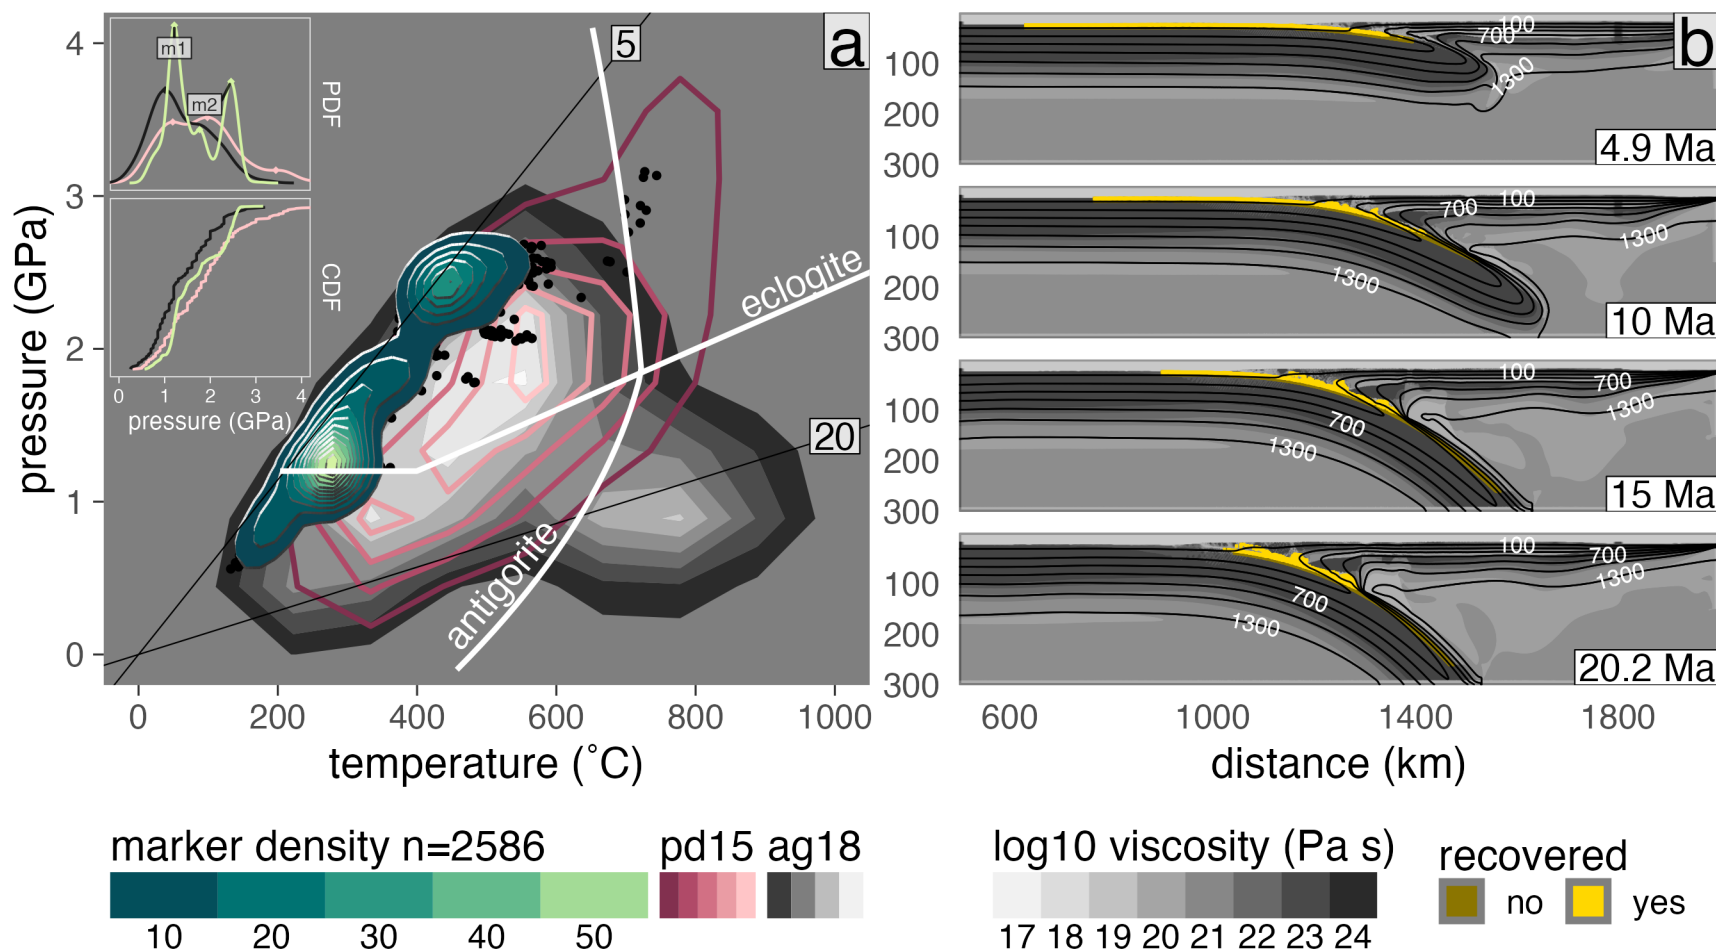 a
5
20
eclogite
antigorite
4
3
2
1
0
pressure (GPa)
0 200 400 600 800 1000
temperature (˚C)
m1
m2
PDF
CDF
0 1 2 3 4
pressure (GPa)
b
100
200
300
100
700
1300
4.9 Ma
100
200
300
100
700
1300
1300
10 Ma
100
200
300
100
700
1300
700
1300
15 Ma
100
200
300
100
700
1300
700
1300
20.2 Ma
600 1000 1400 1800
distance (km)
marker density n=2586
10 20 30 40 50
pd15 ag18
log10 viscosity (Pa s)
17 18 19 20 21 22 23 24
recovered
no yes